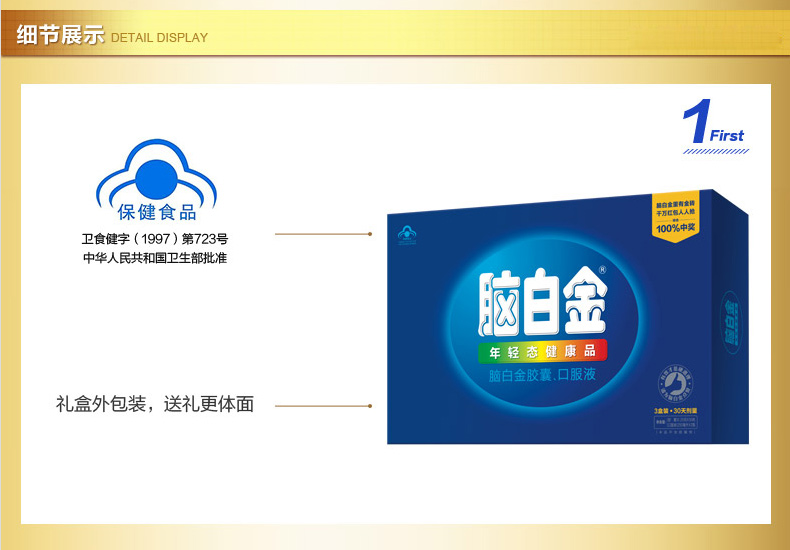 细节展示 DETAIL DISPLAY
1 First
保健食品
卫食健字（1997）第723号
中华人民共和国卫生部批准
礼盒外包装，送礼更体面
脑白金里有金砖
千万红包人人抢
100%中奖
脑白金®
年轻态健康品
脑白金胶囊.口服液
脑白金
3盒装·30天剂量